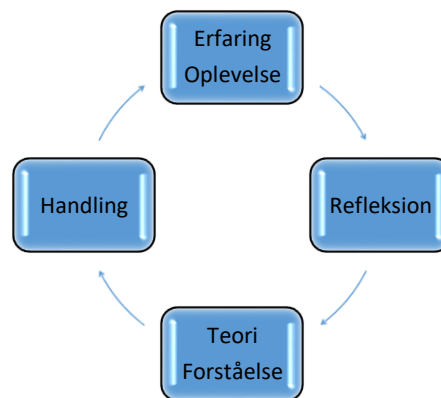 Erfaring
Oplevelse
Handling
Refleksion
Teori
Forståelse